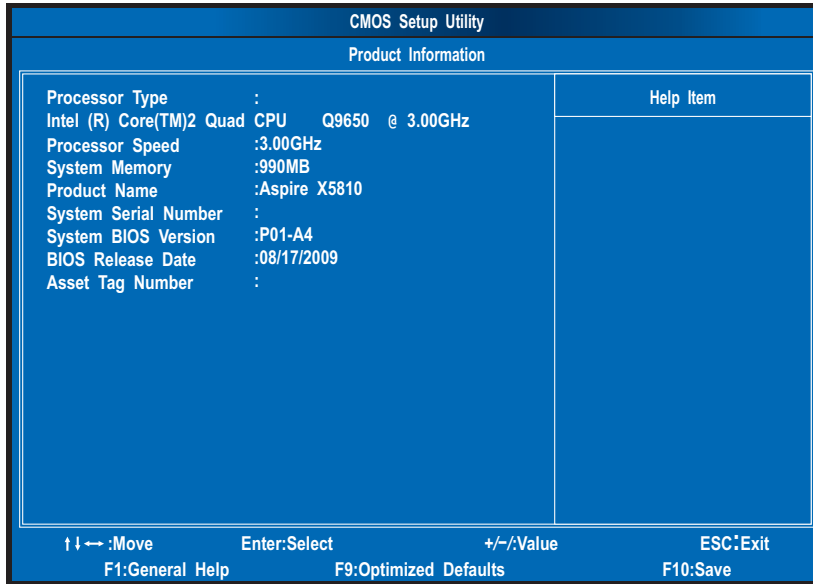 CMOS Setup Utility
Product Information
Processor Type :
Intel (R) Core(TM)2 Quad CPU Q9650 @ 3.00GHz
Processor Speed :3.00GHz
System Memory :990MB
Product Name :Aspire X5810
System Serial Number :
System BIOS Version :P01-A4
BIOS Release Date :08/17/2009
Asset Tag Number :
Help Item
↑↓↔:Move Enter:Select +/-/:Value ESC:Exit
F1:General Help F9:Optimized Defaults F10:Save